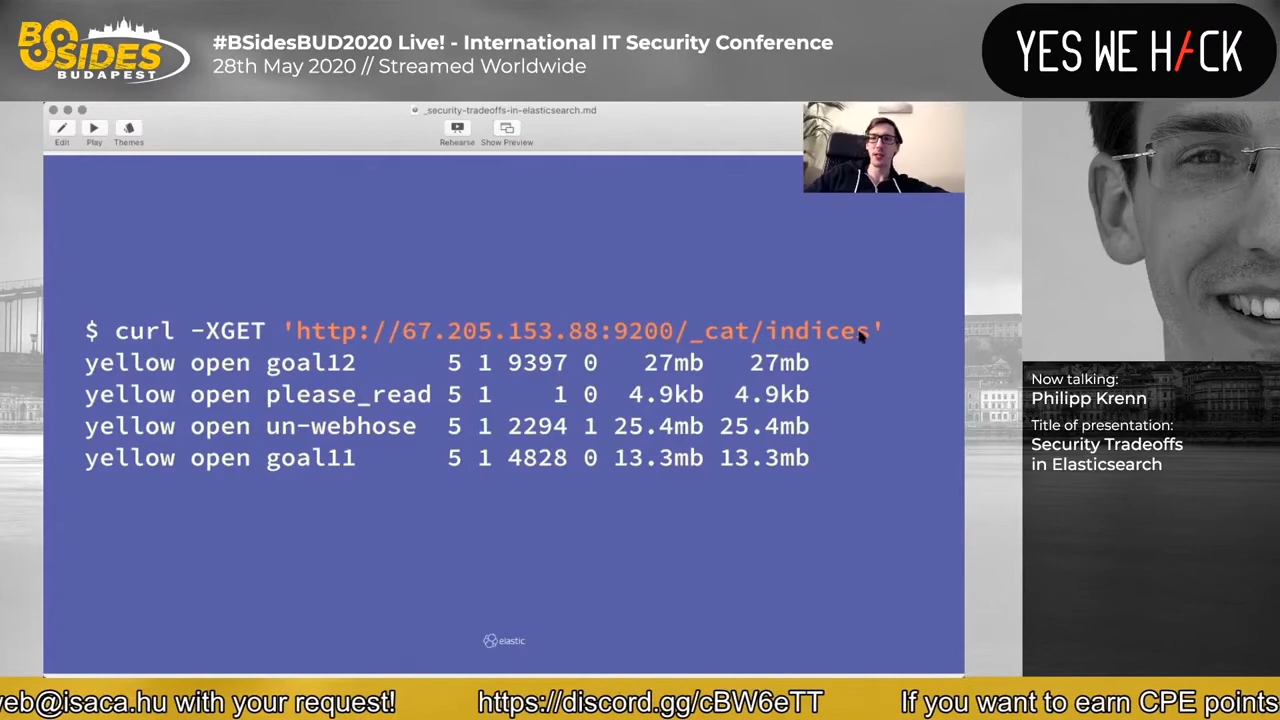 BSIDES
BUDAPEST
#BSidesBUD2020 Live! - International IT Security Conference
28th May 2020 // Streamed Worldwide
YES WE H/CK
_security-tradeoffs-in-elasticsearch.md
Edit Play Themes Rehearse Show Preview
$ curl -XGET 'http://67.205.153.88:9200/_cat/indices'
yellow open goal12 5 1 9397 0 27mb 27mb
yellow open please_read 5 1 1 0 4.9kb 4.9kb
yellow open un-webhose 5 1 2294 1 25.4mb 25.4mb
yellow open goal11 5 1 4828 0 13.3mb 13.3mb
elastic
Now talking:
Philipp Krenn
Title of presentation:
Security Tradeoffs
in Elasticsearch
eb@isaca.hu with your request! https://discord.gg/cBW6eTT If you want to earn CPE points